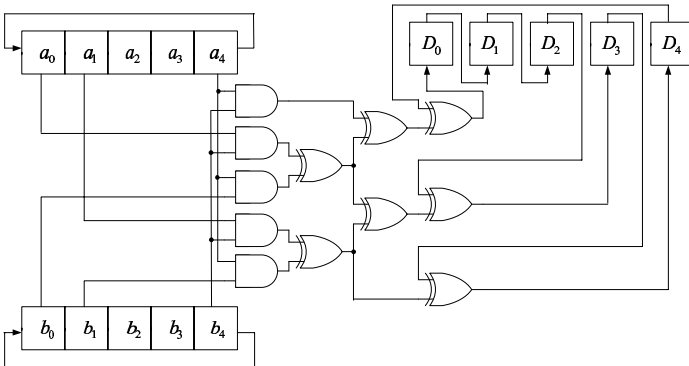 a₀ a₁ a₂ a₃ a₄
D₀ D₁ D₂ D₃ D₄
b₀ b₁ b₂ b₃ b₄